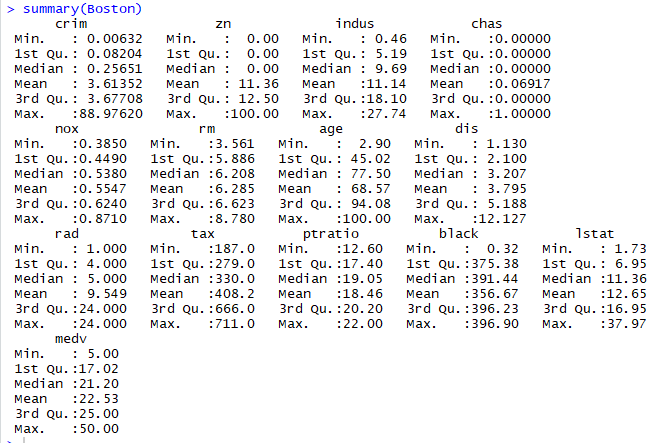 > summary(Boston)
      crim                zn             indus            chas
 Min.   : 0.00632   Min.   :  0.00   Min.   : 0.46   Min.   :0.00000
 1st Qu.: 0.08204   1st Qu.:  0.00   1st Qu.: 5.19   1st Qu.:0.00000
 Median : 0.25651   Median :  0.00   Median : 9.69   Median :0.00000
 Mean   : 3.61352   Mean   : 11.36   Mean   :11.14   Mean   :0.06917
 3rd Qu.: 3.67708   3rd Qu.: 12.50   3rd Qu.:18.10   3rd Qu.:0.00000
 Max.   :88.97620   Max.   :100.00   Max.   :27.74   Max.   :1.00000
      nox               rm             age              dis
 Min.   :0.3850   Min.   :3.561   Min.   :  2.90   Min.   : 1.130
 1st Qu.:0.4490   1st Qu.:5.886   1st Qu.: 45.02   1st Qu.: 2.100
 Median :0.5380   Median :6.208   Median : 77.50   Median : 3.207
 Mean   :0.5547   Mean   :6.285   Mean   : 68.57   Mean   : 3.795
 3rd Qu.:0.6240   3rd Qu.:6.623   3rd Qu.: 94.08   3rd Qu.: 5.188
 Max.   :0.8710   Max.   :8.780   Max.   :100.00   Max.   :12.127
      rad              tax           ptratio          black            lstat
 Min.   : 1.000   Min.   :187.0   Min.   :12.60   Min.   :  0.32   Min.   : 1.73
 1st Qu.: 4.000   1st Qu.:279.0   1st Qu.:17.40   1st Qu.:375.38   1st Qu.: 6.95
 Median : 5.000   Median :330.0   Median :19.05   Median :391.44   Median :11.36
 Mean   : 9.549   Mean   :408.2   Mean   :18.46   Mean   :356.67   Mean   :12.65
 3rd Qu.:24.000   3rd Qu.:666.0   3rd Qu.:20.20   3rd Qu.:396.23   3rd Qu.:16.95
 Max.   :24.000   Max.   :711.0   Max.   :22.00   Max.   :396.90   Max.   :37.97
      medv
 Min.   : 5.00
 1st Qu.:17.02
 Median :21.20
 Mean   :22.53
 3rd Qu.:25.00
 Max.   :50.00